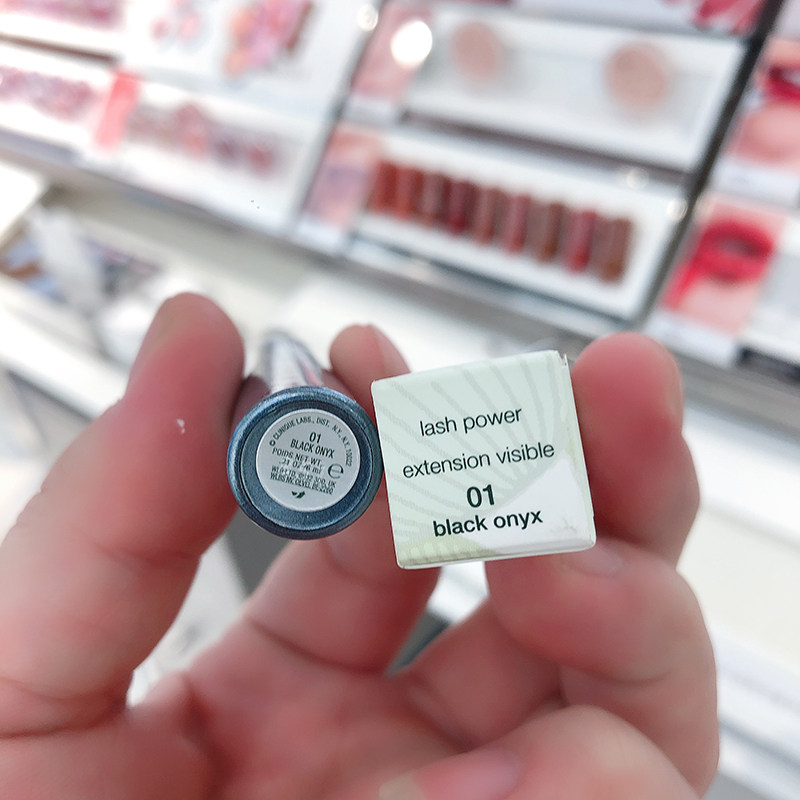 © CLINIQUE LABS., DIST. N.Y., N.Y. 10022
01
BLACK ONYX
POIDS NET WT.
.21 OZ/6 ml e
lash power
extension visible
01
black onyx